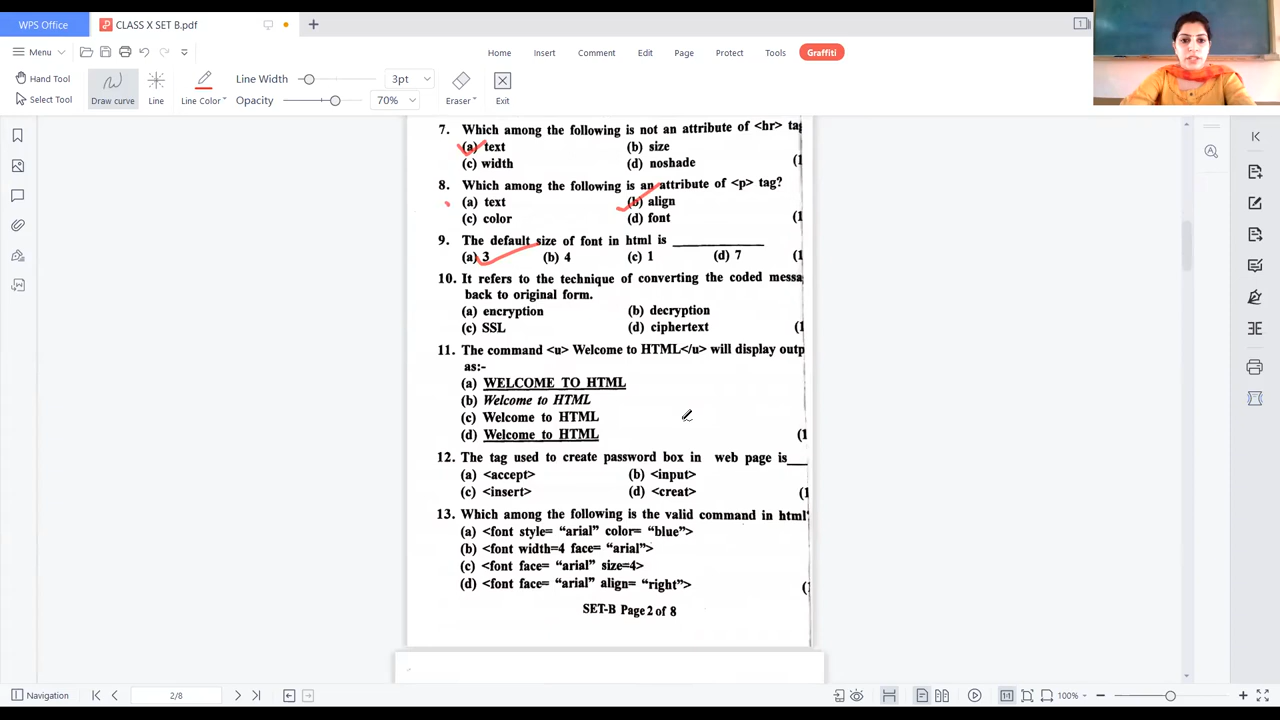 WPS Office
CLASS X SET B.pdf
Menu
Home Insert Comment Edit Page Protect Tools Graffiti
Hand Tool
Select Tool
Draw curve
Line
Line Width
3pt
Line Color
Opacity
70%
Eraser
Exit
7. Which among the following is not an attribute of <hr> tag
(a) text (b) size
(c) width (d) noshade (1
8. Which among the following is an attribute of <p> tag?
(a) text (b) align
(c) color (d) font (1
9. The default size of font in html is ______________
(a) 3 (b) 4 (c) 1 (d) 7 (1
10. It refers to the technique of converting the coded messa
back to original form.
(a) encryption (b) decryption
(c) SSL (d) ciphertext (1
11. The command <u> Welcome to HTML</u> will display outp
as:-
(a) WELCOME TO HTML
(b) Welcome to HTML
(c) Welcome to HTML
(d) Welcome to HTML (1
12. The tag used to create password box in web page is___
(a) <accept> (b) <input>
(c) <insert> (d) <creat> (1
13. Which among the following is the valid command in html?
(a) <font style= “arial” color= “blue”>
(b) <font width=4 face= “arial”>
(c) <font face= “arial” size=4>
(d) <font face= “arial” align= “right”> (1
SET-B Page 2 of 8
Navigation
2/8
100%